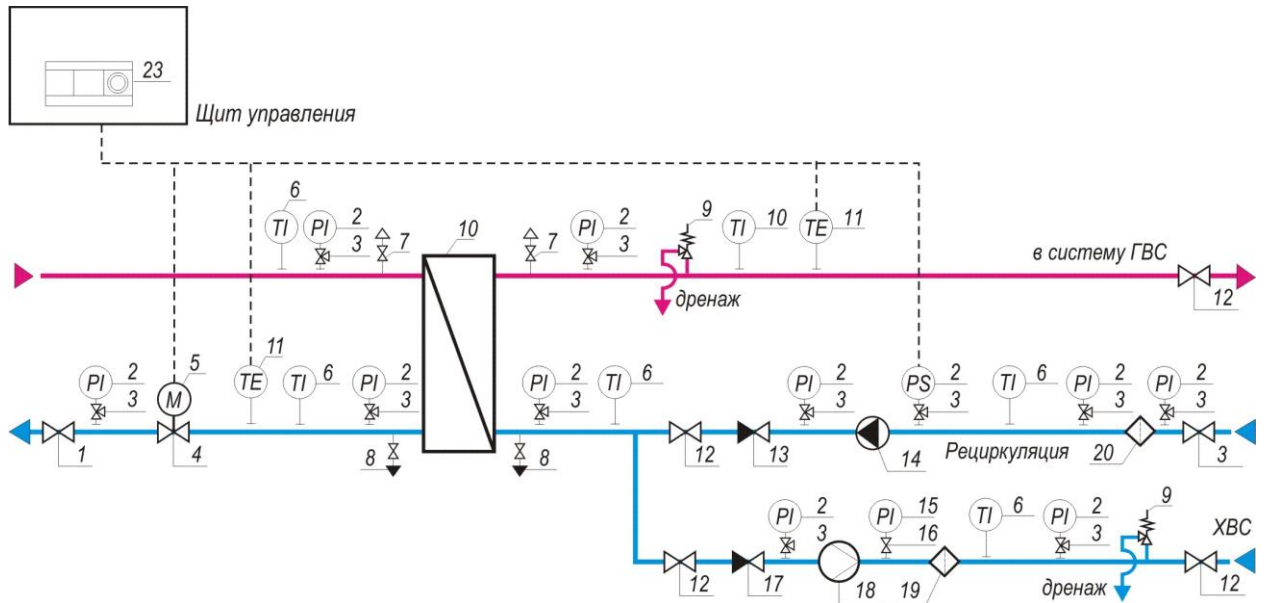 23
Щит управления
6 2 2 9 10 11
TI PI 3 7 10 7 PI 3 TI TE
в систему ГВС
дренаж
12
5 11
2 6 2 2 6 2 2 6 2 2
PI 3 M TE TI PI 3 PI 3 TI PI 3 PS 3 TI PI 3 PI 3
Рециркуляция
1 4 8 8 12 13 14 20 3
2 15 6 2 9
PI 3 PI 16 TI PI 3
ХВС
дренаж
12 17 18 19 12